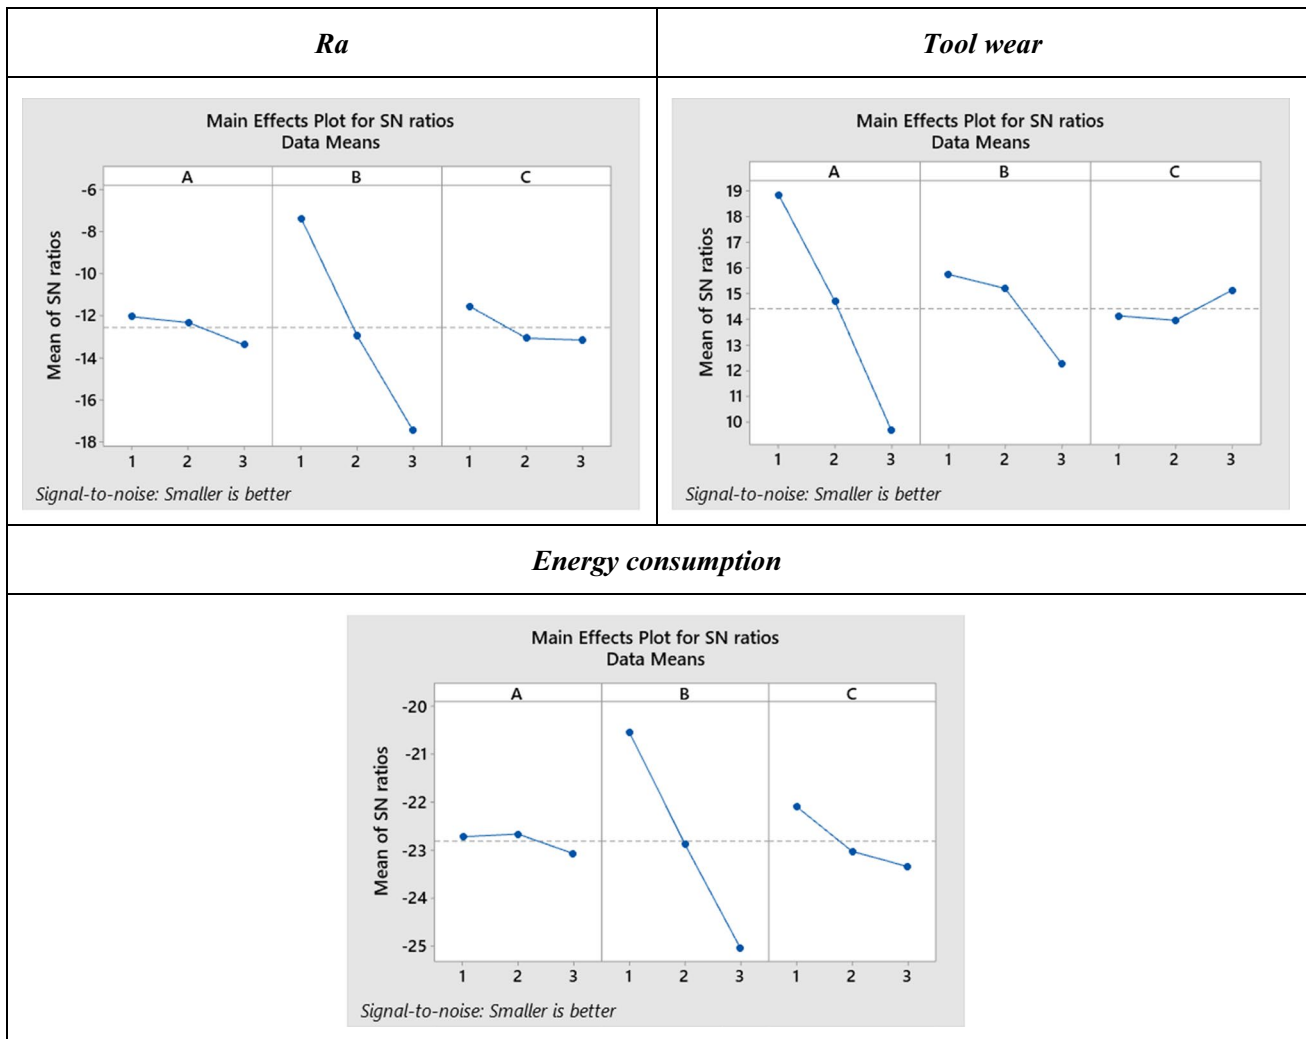 Ra
Tool wear
Main Effects Plot for SN ratios
Data Means
A B C
Mean of SN ratios
-6
-8
-10
-12
-14
-16
-18
1 2 3 1 2 3 1 2 3
Signal-to-noise: Smaller is better
Main Effects Plot for SN ratios
Data Means
A B C
Mean of SN ratios
19
18
17
16
15
14
13
12
11
10
1 2 3 1 2 3 1 2 3
Signal-to-noise: Smaller is better
Energy consumption
Main Effects Plot for SN ratios
Data Means
A B C
Mean of SN ratios
-20
-21
-22
-23
-24
-25
1 2 3 1 2 3 1 2 3
Signal-to-noise: Smaller is better